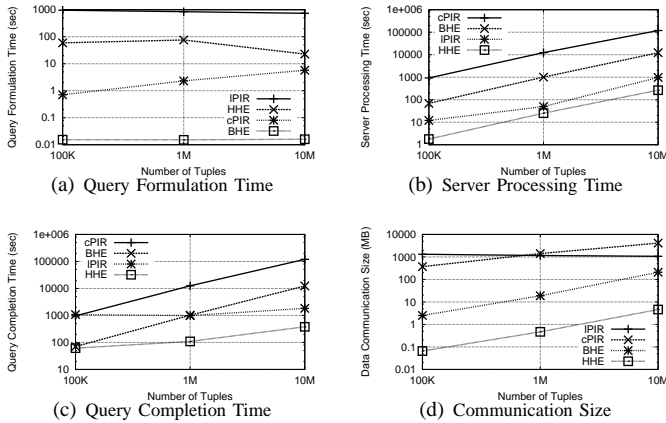 1000
100
10
1
0.1
0.01
Query Formulation Time (sec)
lPIR
HHE
cPIR
BHE
100K
1M
10M
Number of Tuples
(a) Query Formulation Time
1e+006
100000
10000
1000
100
10
1
Server Processing Time (sec)
cPIR
BHE
lPIR
HHE
100K
1M
10M
Number of Tuples
(b) Server Processing Time
1e+006
100000
10000
1000
100
10
Query Completion Time (sec)
cPIR
BHE
lPIR
HHE
100K
1M
10M
Number of Tuples
(c) Query Completion Time
10000
1000
100
10
1
0.1
0.01
Data Communication Size (MB)
lPIR
cPIR
BHE
HHE
100K
1M
10M
Number of Tuples
(d) Communication Size